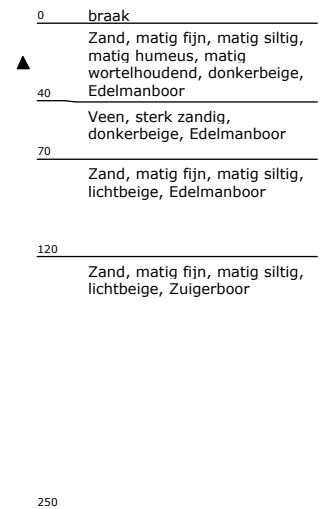 0 braak
Zand, matig fijn, matig siltig,
matig humeus, matig
wortelhoudend, donkerbeige,
Edelmanboor
40
Veen, sterk zandig,
donkerbeige, Edelmanboor
70
Zand, matig fijn, matig siltig,
lichtbeige, Edelmanboor
120
Zand, matig fijn, matig siltig,
lichtbeige, Zuigerboor
250